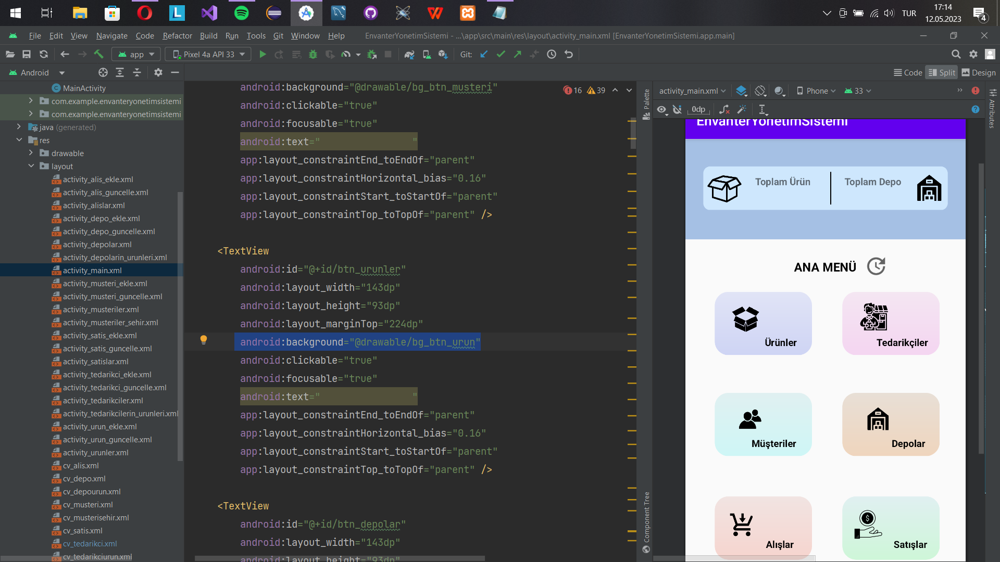 TUR
17:14
12.05.2023
4
File Edit View Navigate Code Refactor Build Run Tools Git Window Help
EnvanterYonetimSistemi - ...\app\src\main\res\layout\activity_main.xml [EnvanterYonetimSistemi.app.main]
app
Pixel 4a API 33
Git:
Android
Code Split Design
MainActivity
com.example.envanteryonetimsistemi
com.example.envanteryonetimsistemi
java (generated)
res
drawable
layout
activity_alis_ekle.xml
activity_alis_guncelle.xml
activity_alislar.xml
activity_depo_ekle.xml
activity_depo_guncelle.xml
activity_depolar.xml
activity_depolarin_urunleri.xml
activity_main.xml
activity_musteri_ekle.xml
activity_musteri_guncelle.xml
activity_musteriler.xml
activity_musteriler_sehir.xml
activity_satis_ekle.xml
activity_satis_guncelle.xml
activity_satislar.xml
activity_tedarikci_ekle.xml
activity_tedarikci_guncelle.xml
activity_tedarikciler.xml
activity_tedarikcilerin_urunleri.xml
activity_urun_ekle.xml
activity_urun_guncelle.xml
activity_urunler.xml
cv_alis.xml
cv_depo.xml
cv_depourun.xml
cv_musteri.xml
cv_musterisehir.xml
cv_satis.xml
cv_tedarikci.xml
cv_tedarikciurun.xml
android:background="@drawable/bg_btn_musteri"
16 39
android:clickable="true"
android:focusable="true"
android:text=" "
app:layout_constraintEnd_toEndOf="parent"
app:layout_constraintHorizontal_bias="0.16"
app:layout_constraintStart_toStartOf="parent"
app:layout_constraintTop_toTopOf="parent" />
<TextView
android:id="@+id/btn_urunler"
android:layout_width="143dp"
android:layout_height="93dp"
android:layout_marginTop="224dp"
android:background="@drawable/bg_btn_urun"
android:clickable="true"
android:focusable="true"
android:text=" "
app:layout_constraintEnd_toEndOf="parent"
app:layout_constraintHorizontal_bias="0.16"
app:layout_constraintStart_toStartOf="parent"
app:layout_constraintTop_toTopOf="parent" />
<TextView
android:id="@+id/btn_depolar"
android:layout_width="143dp"
android:layout_height="93dp"
Palette
Component Tree
activity_main.xml
Phone
33
0dp
Attributes
EnvanterYonetimSistemi
Toplam Ürün
Toplam Depo
ANA MENÜ
Ürünler
Tedarikçiler
Müşteriler
Depolar
Alışlar
Satışlar